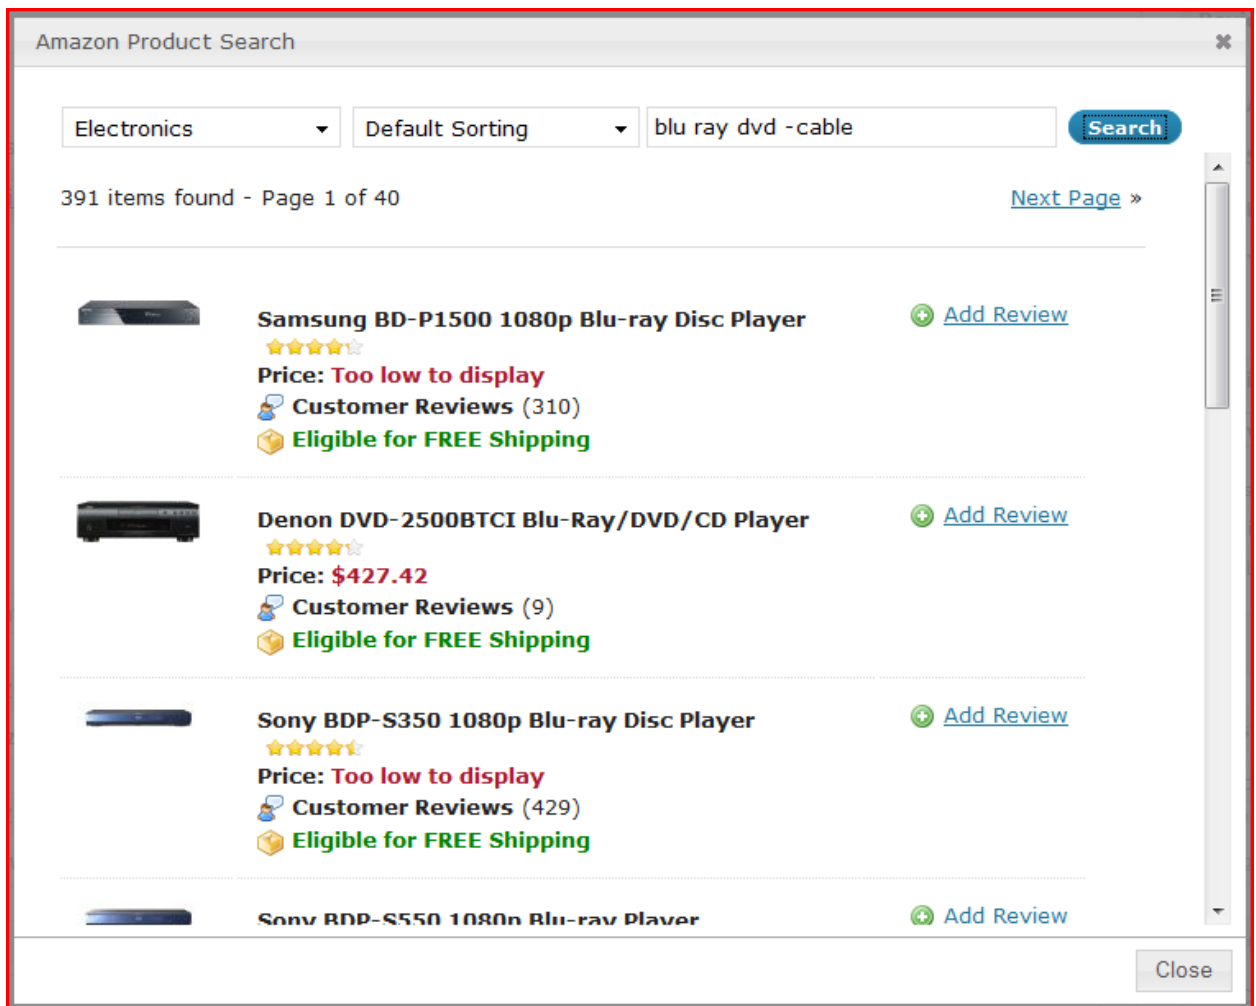 Amazon Product Search
Electronics Default Sorting blu ray dvd -cable Search
391 items found - Page 1 of 40 Next Page »
Samsung BD-P1500 1080p Blu-ray Disc Player Add Review
Price: Too low to display
Customer Reviews (310)
Eligible for FREE Shipping
Denon DVD-2500BTCI Blu-Ray/DVD/CD Player Add Review
Price: $427.42
Customer Reviews (9)
Eligible for FREE Shipping
Sony BDP-S350 1080p Blu-ray Disc Player Add Review
Price: Too low to display
Customer Reviews (429)
Eligible for FREE Shipping
Sony BDP-S550 1080p Blu-ray Player Add Review
Close